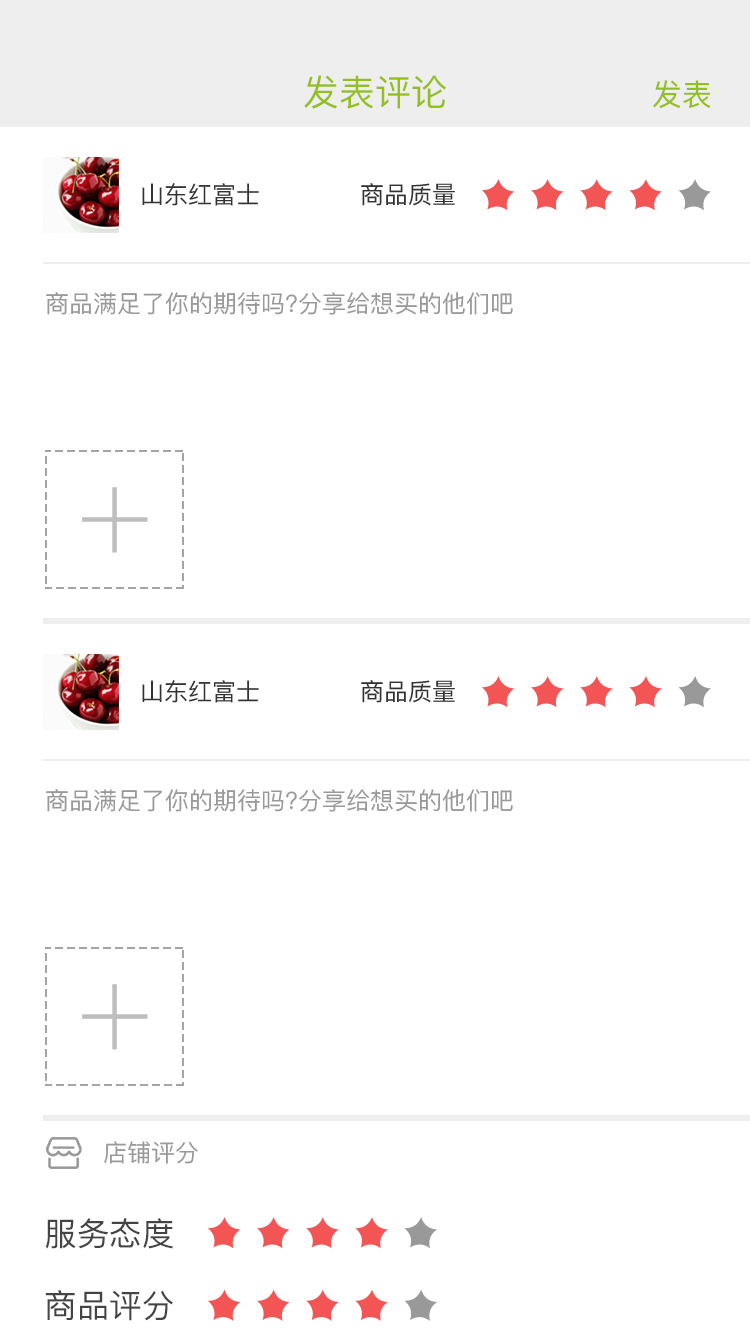 发表评论 发表
山东红富士 商品质量
商品满足了你的期待吗?分享给想买的他们吧
山东红富士 商品质量
商品满足了你的期待吗?分享给想买的他们吧
店铺评分
服务态度
商品评分